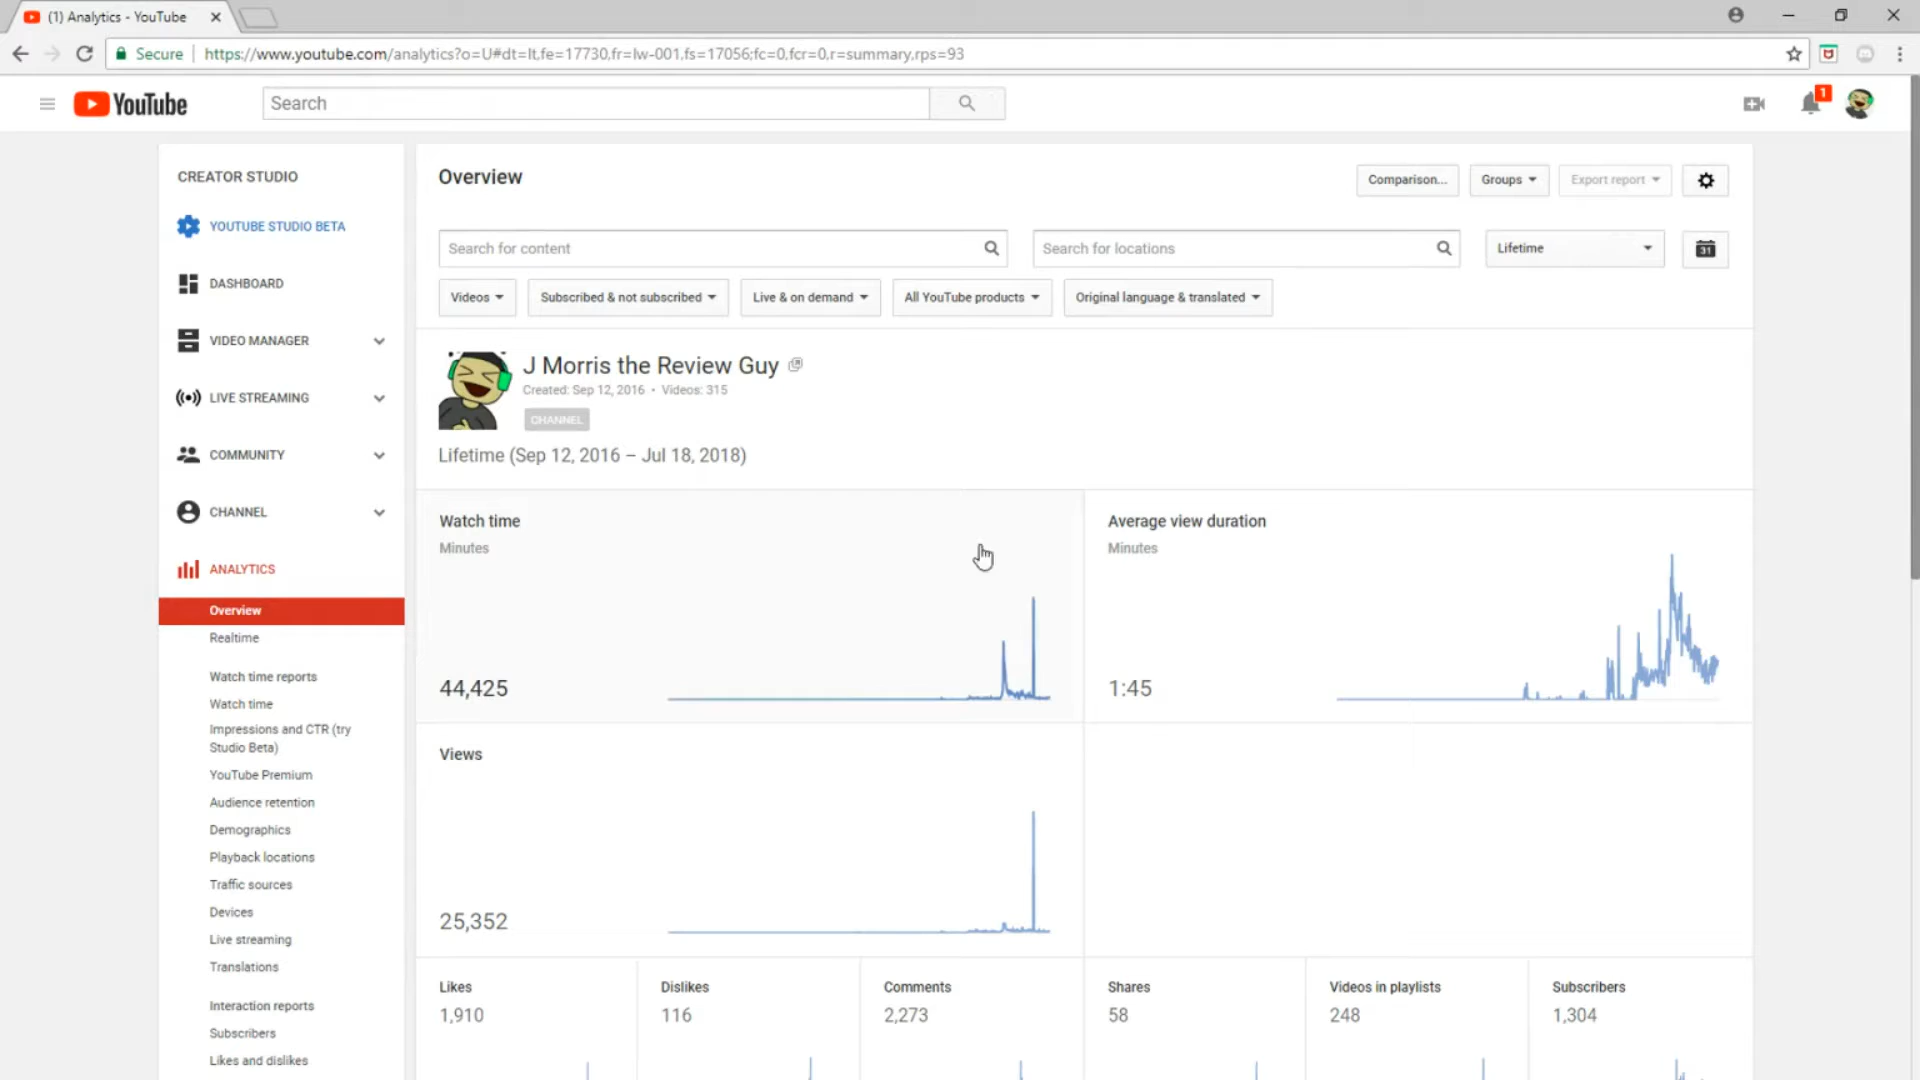 (1) Analytics - YouTube
Secure https://www.youtube.com/analytics?o=U#dt=lt,fe=17730,fr=lw-001,fs=17056;fc=0,fcr=0,r=summary,rps=93
YouTube
Search
1
CREATOR STUDIO
YOUTUBE STUDIO BETA
DASHBOARD
VIDEO MANAGER
LIVE STREAMING
COMMUNITY
CHANNEL
ANALYTICS
Overview
Realtime
Watch time reports
Watch time
Impressions and CTR (try
Studio Beta)
YouTube Premium
Audience retention
Demographics
Playback locations
Traffic sources
Devices
Live streaming
Translations
Interaction reports
Subscribers
Likes and dislikes
Overview
Comparison...
Groups
Export report
Search for content
Search for locations
Lifetime
31
Videos
Subscribed & not subscribed
Live & on demand
All YouTube products
Original language & translated
J Morris the Review Guy
Created: Sep 12, 2016 • Videos: 315
CHANNEL
Lifetime (Sep 12, 2016 – Jul 18, 2018)
Watch time
Minutes
44,425
Average view duration
Minutes
1:45
Views
25,352
Likes
1,910
Dislikes
116
Comments
2,273
Shares
58
Videos in playlists
248
Subscribers
1,304